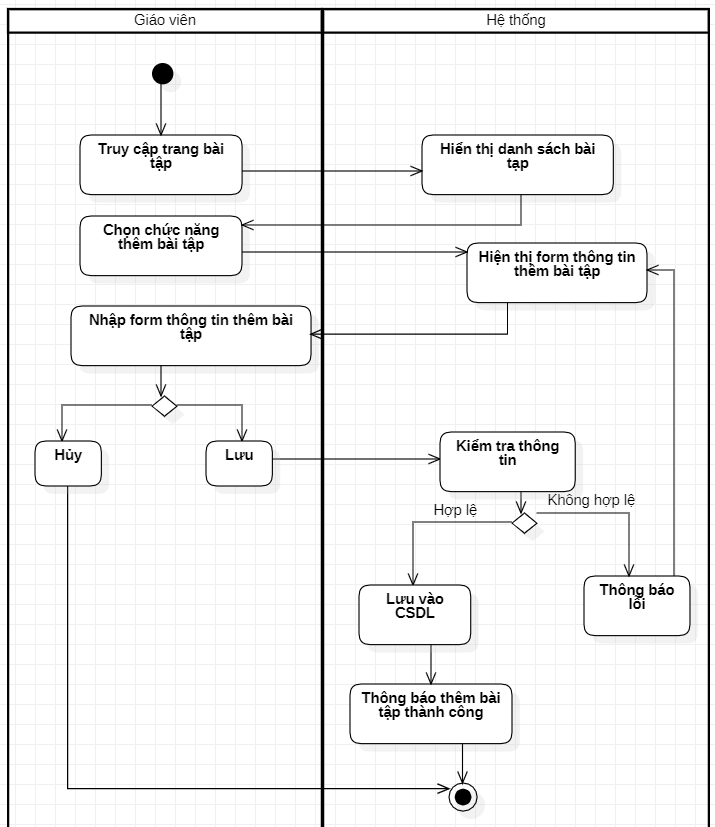 Giáo viên
Hệ thống
Truy cập trang bài
tập
Hiển thị danh sách bài
tạp
Chọn chức năng
thêm bài tập
Hiện thị form thông tin
thêm bài tập
Nhập form thông tin thêm bài
tập
Hủy
Lưu
Kiểm tra thông
tin
Hợp lệ
Không hợp lệ
Lưu vào
CSDL
Thông báo
lỗi
Thông báo thêm bài
tập thành công